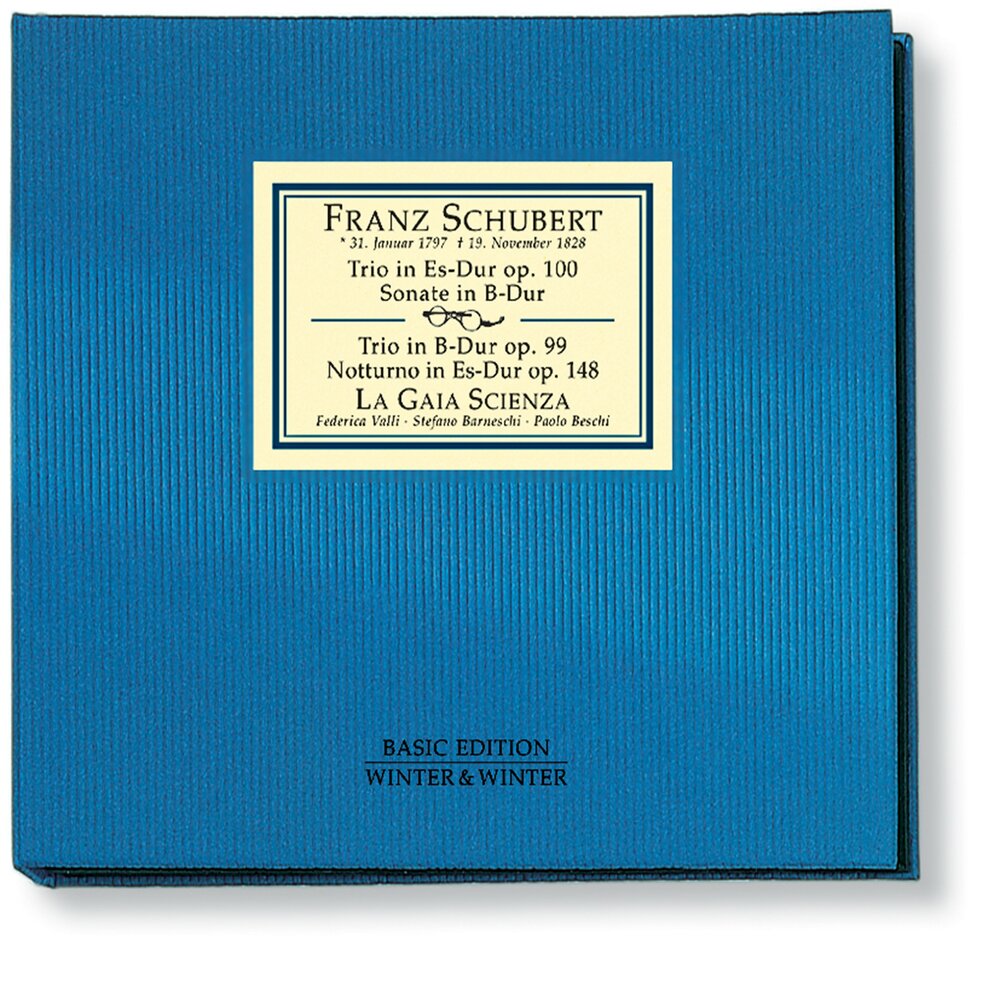 FRANZ SCHUBERT
* 31. Januar 1797 † 19. November 1828
Trio in Es-Dur op. 100
Sonate in B-Dur
Trio in B-Dur op. 99
Notturno in Es-Dur op. 148
LA GAIA SCIENZA
Federica Valli · Stefano Barneschi · Paolo Beschi
BASIC EDITION
WINTER & WINTER